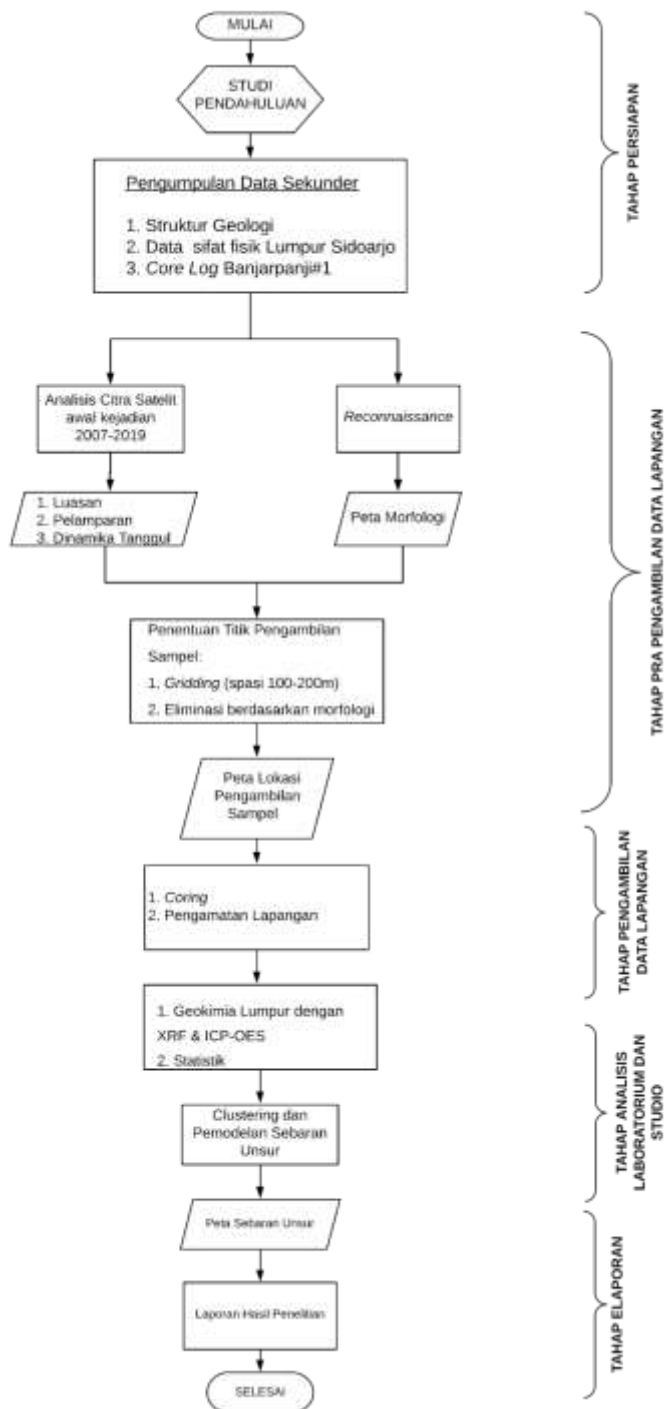 MULAI
STUDI
PENDAHULUAN
Pengumpulan Data Sekunder
1. Struktur Geologi
2. Data sifat fisik Lumpur Sidoarjo
3. Core Log Banjarpanji#1
TAHAP PERSIAPAN
Analisis Citra Satelit
awal kejadian
2007-2019
Reconnaissance
1. Luasan
2. Pelamparan
3. Dinamika Tanggul
Peta Morfologi
Penentuan Titik Pengambilan
Sampel:
1. Gridding (spasi 100-200m)
2. Eliminasi berdasarkan morfologi
Peta Lokasi
Pengambilan
Sampel
TAHAP PRA PENGAMBILAN DATA LAPANGAN
1. Coring
2. Pengamatan Lapangan
TAHAP PENGAMBILAN
DATA LAPANGAN
1. Geokimia Lumpur dengan
XRF & ICP-OES
2. Statistik
Clustering dan
Pemodelan Sebaran
Unsur
TAHAP ANALISIS
LABORATORIUM DAN
STUDIO
Peta Sebaran Unsur
Laporan Hasil Penelitian
SELESAI
TAHAP ELAPORAN